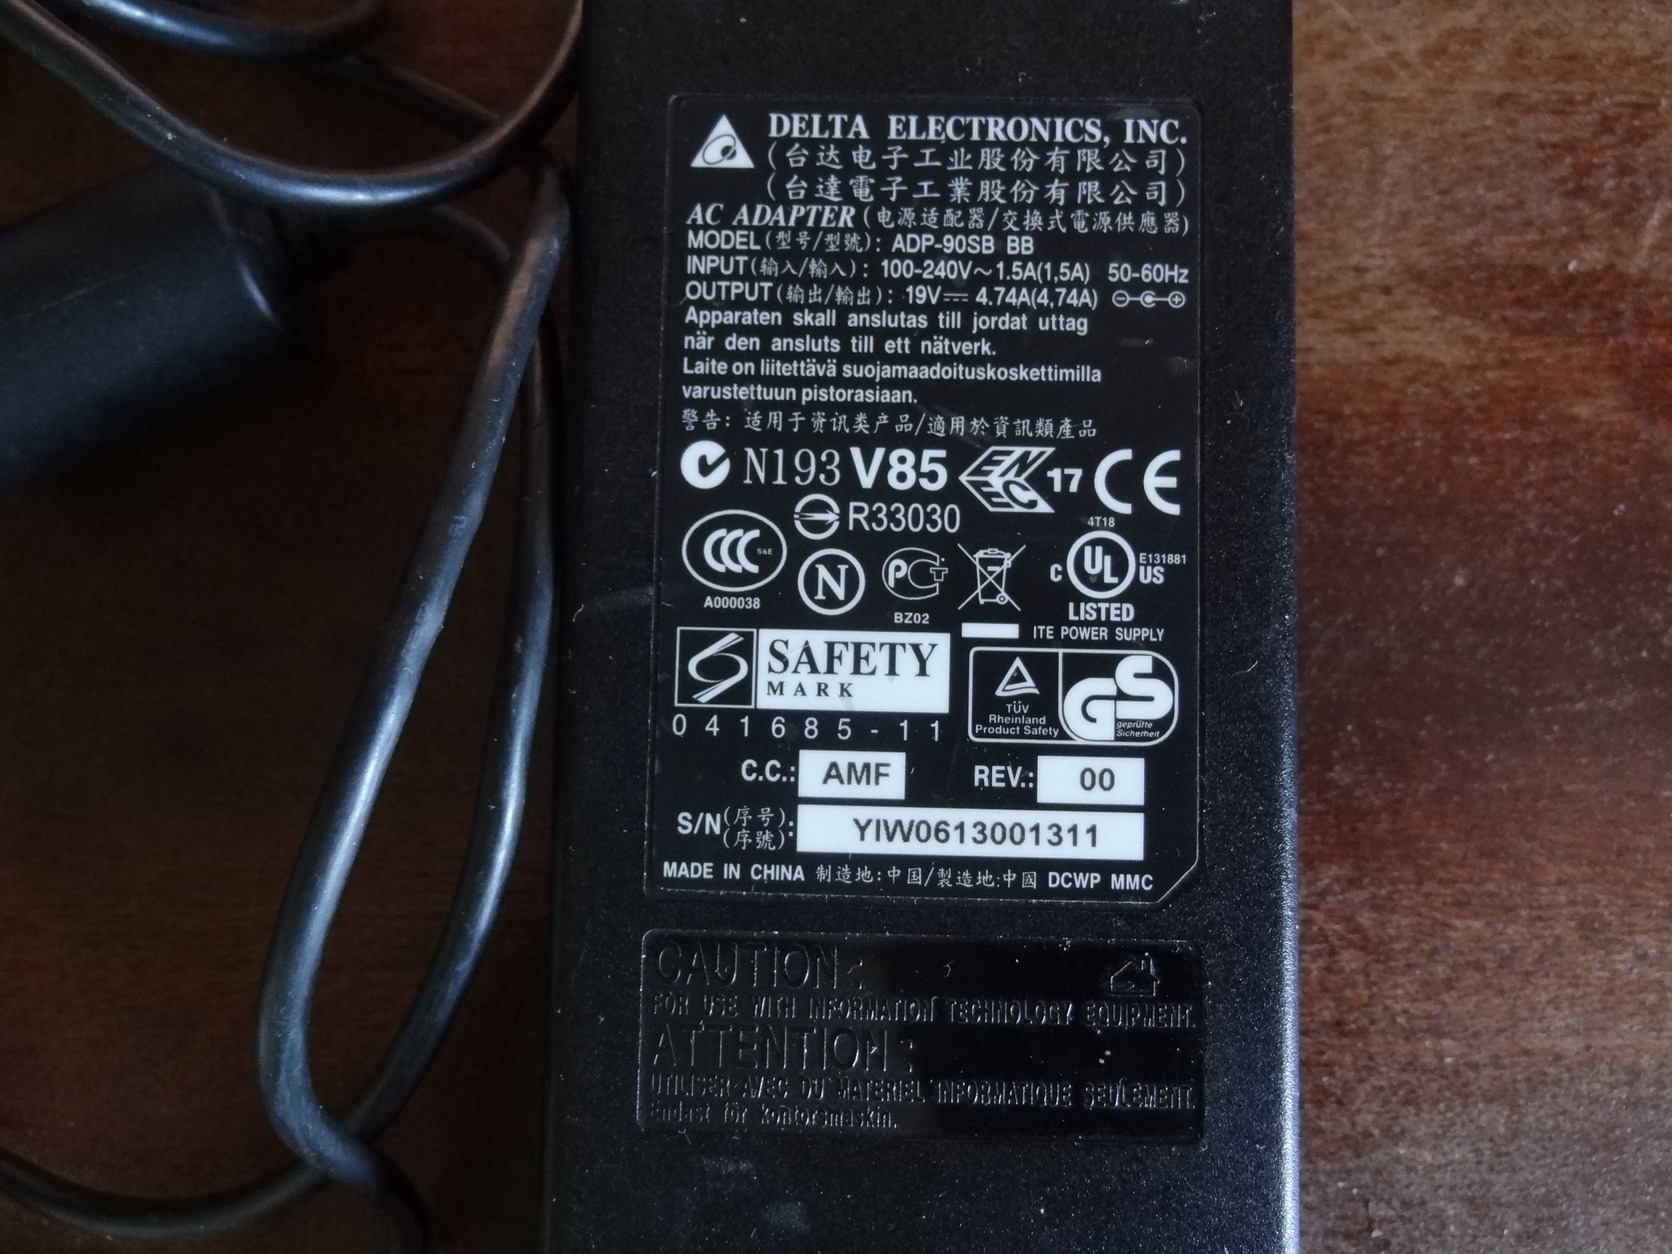 DELTA ELECTRONICS, INC.
(台达电子工业股份有限公司)
(台達電子工業股份有限公司)
AC ADAPTER (电源适配器/交換式電源供應器)
MODEL(型号/型號): ADP-90SB BB
INPUT(输入/輸入): 100-240V~1.5A(1,5A) 50-60Hz
OUTPUT(输出/輸出): 19V⎓ 4.74A(4,74A)
Apparaten skall anslutas till jordat uttag
när den ansluts till ett nätverk.
Laite on liitettävä suojamaadoituskoskettimilla
varustettuun pistorasiaan.
警告: 适用于资讯类产品/適用於資訊類產品
N193 V85 17 CE
R33030
4T18
CCC S&E
N
PCT
C UL US E131881
A000038
BZ02
LISTED
ITE POWER SUPPLY
SAFETY
MARK
041685-11
TÜV
Rheinland
Product Safety
GS
geprüfte
Sicherheit
C.C.: AMF REV.: 00
S/N(序号)(序號): YIW0613001311
MADE IN CHINA 制造地:中国/製造地:中國 DCWP MMC
CAUTION:
FOR USE WITH INFORMATION TECHNOLOGY EQUIPMENT.
ATTENTION:
UTILISER AVEC DU MATERIEL INFORMATIQUE SEULEMENT.
Endast för kontorsmaskin.